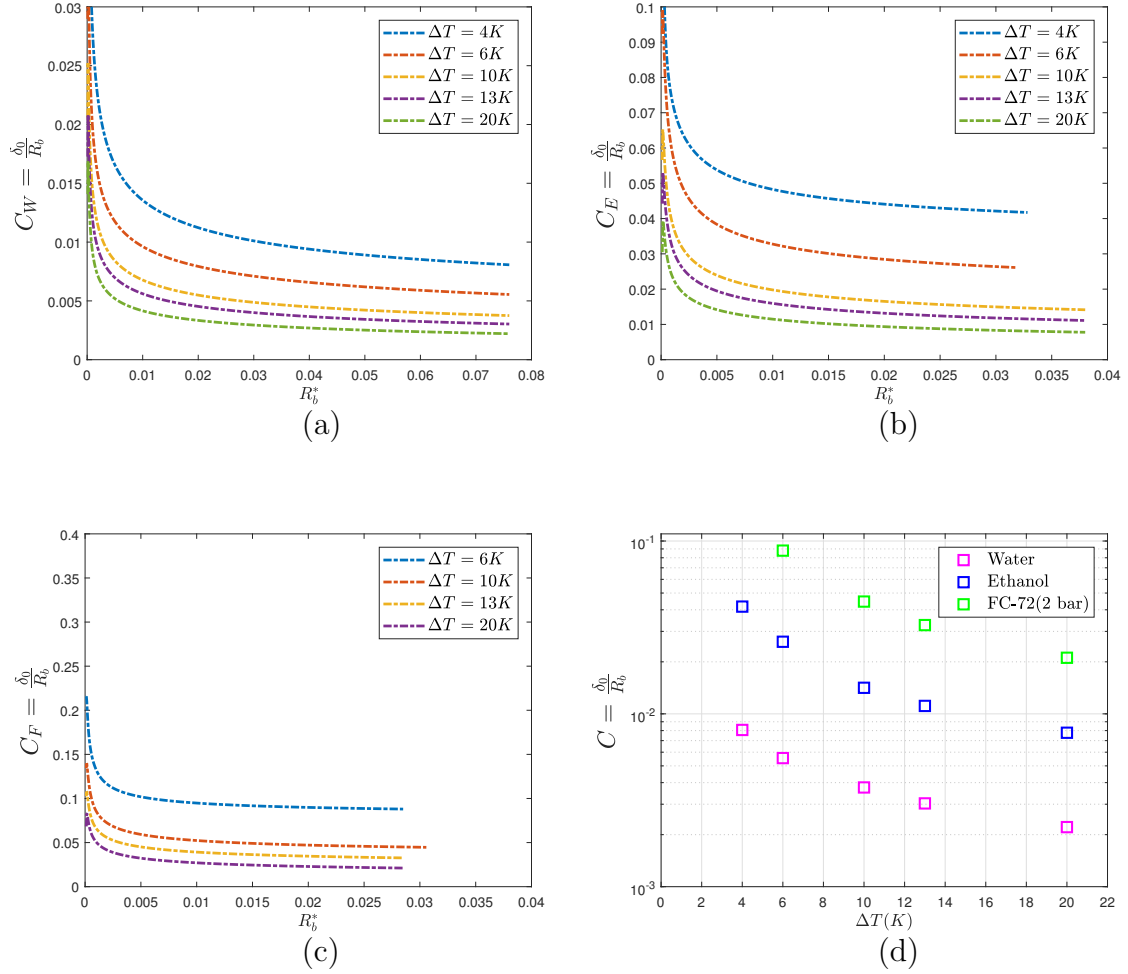 C_W = δ_0/R_b
0.03
0.025
0.02
0.015
0.01
0.005
0
ΔT = 4K
ΔT = 6K
ΔT = 10K
ΔT = 13K
ΔT = 20K
0 0.01 0.02 0.03 0.04 0.05 0.06 0.07 0.08
R_b^*
(a)
C_E = δ_0/R_b
0.1
0.09
0.08
0.07
0.06
0.05
0.04
0.03
0.02
0.01
0
ΔT = 4K
ΔT = 6K
ΔT = 10K
ΔT = 13K
ΔT = 20K
0 0.005 0.01 0.015 0.02 0.025 0.03 0.035 0.04
R_b^*
(b)
C_F = δ_0/R_b
0.4
0.35
0.3
0.25
0.2
0.15
0.1
0.05
0
ΔT = 6K
ΔT = 10K
ΔT = 13K
ΔT = 20K
0 0.005 0.01 0.015 0.02 0.025 0.03 0.035 0.04
R_b^*
(c)
C = δ_0/R_b
10^-1
10^-2
10^-3
Water
Ethanol
FC-72(2 bar)
0 2 4 6 8 10 12 14 16 18 20 22
ΔT(K)
(d)